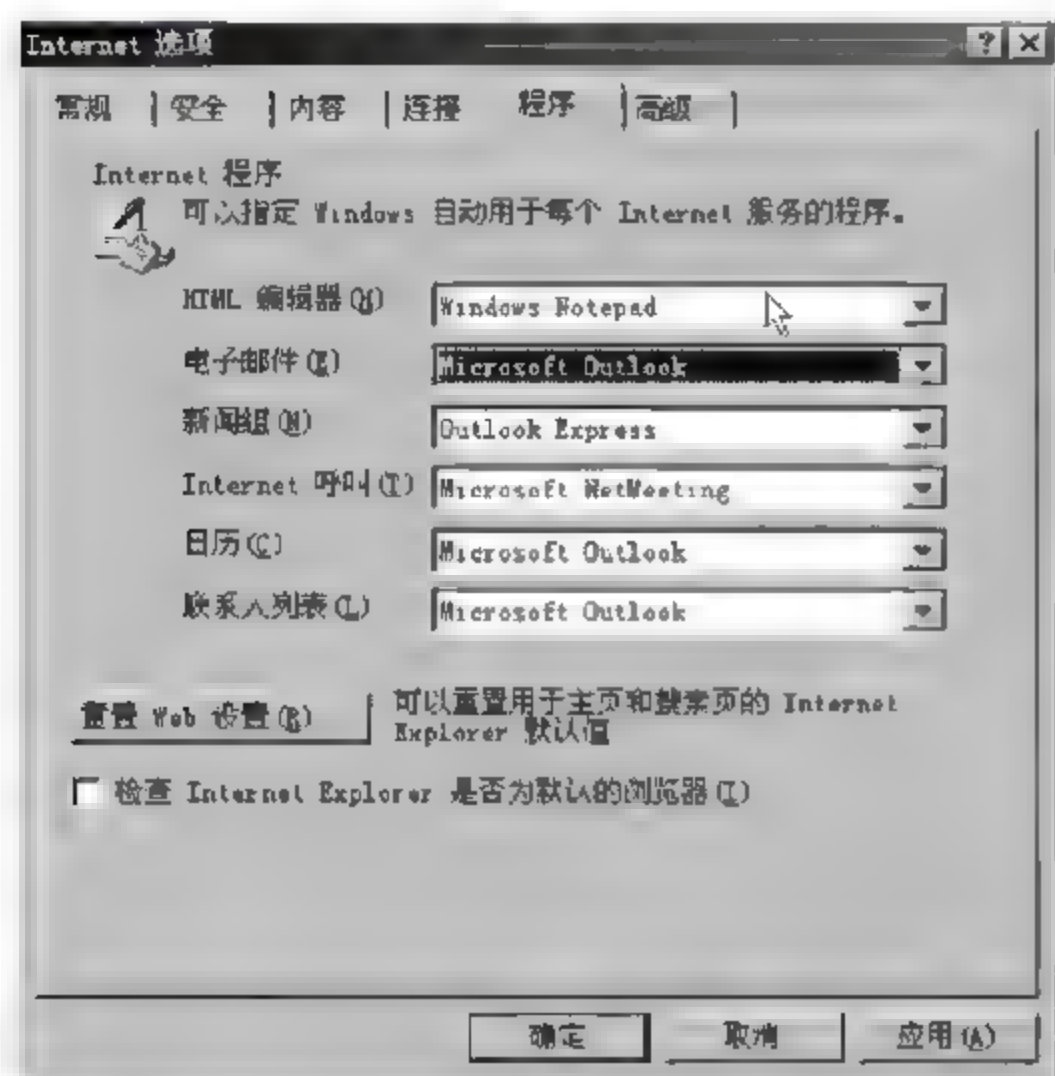 Internet 选项
常规 安全 内容 连接 程序 高级
Internet 程序
可以指定 Windows 自动用于每个 Internet 服务的程序。
HTML 编辑器(M) Windows Notepad
电子邮件(E) Microsoft Outlook
新闻组(N) Outlook Express
Internet 呼叫(T) Microsoft NetMeeting
日历(C) Microsoft Outlook
联系人列表(L) Microsoft Outlook
重置 Web 设置(R) 可以重置用于主页和搜索页的 Internet
Explorer 默认值
检查 Internet Explorer 是否为默认的浏览器(I)
确定 取消 应用(A)